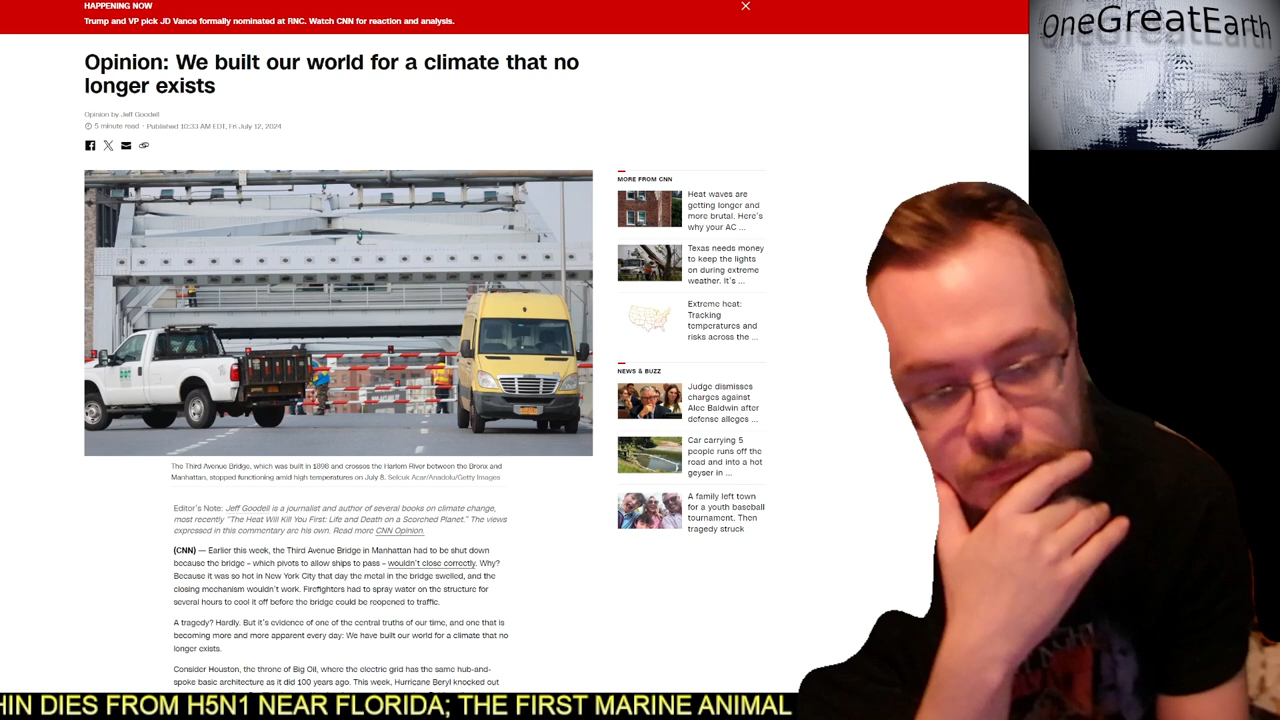 HAPPENING NOW
Trump and VP pick JD Vance formally nominated at RNC. Watch CNN for reaction and analysis.
OneGreatEarth
Opinion: We built our world for a climate that no
longer exists
Opinion by Jeff Goodell
5 minute read · Published 10:33 AM EDT, Fri July 12, 2024
MORE FROM CNN
Heat waves are
getting longer and
more brutal. Here's
why your AC ...
Texas needs money
to keep the lights
on during extreme
weather. It's ...
Extreme heat:
Tracking
temperatures and
risks across the ...
NEWS & BUZZ
Judge dismisses
charges against
Alec Baldwin after
defense alleges ...
Car carrying 5
people runs off the
road and into a hot
geyser in ...
A family left town
for a youth baseball
tournament. Then
tragedy struck
The Third Avenue Bridge, which was built in 1898 and crosses the Harlem River between the Bronx and
Manhattan, stopped functioning amid high temperatures on July 8. Selcuk Acar/Anadolu/Getty Images
Editor's Note: Jeff Goodell is a journalist and author of several books on climate change,
most recently "The Heat Will Kill You First: Life and Death on a Scorched Planet." The views
expressed in this commentary are his own. Read more CNN Opinion.
(CNN) — Earlier this week, the Third Avenue Bridge in Manhattan had to be shut down
because the bridge – which pivots to allow ships to pass – wouldn't close correctly. Why?
Because it was so hot in New York City that day the metal in the bridge swelled, and the
closing mechanism wouldn't work. Firefighters had to spray water on the structure for
several hours to cool it off before the bridge could be reopened to traffic.
A tragedy? Hardly. But it's evidence of one of the central truths of our time, and one that is
becoming more and more apparent every day: We have built our world for a climate that no
longer exists.
Consider Houston, the throne of Big Oil, where the electric grid has the same hub-and-
spoke basic architecture as it did 100 years ago. This week, Hurricane Beryl knocked out
HIN DIES FROM H5N1 NEAR FLORIDA; THE FIRST MARINE ANIMAL